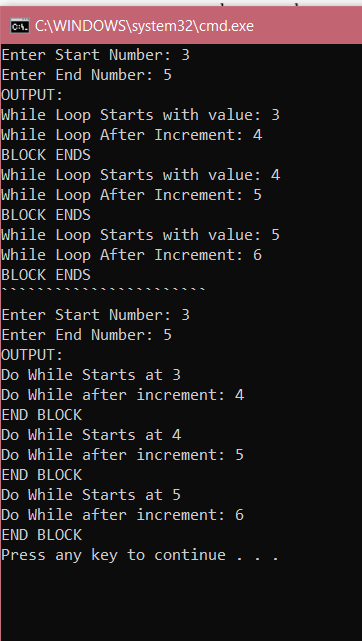 C:\WINDOWS\system32\cmd.exe
Enter Start Number: 3
Enter End Number: 5
OUTPUT:
While Loop Starts with value: 3
While Loop After Increment: 4
BLOCK ENDS
While Loop Starts with value: 4
While Loop After Increment: 5
BLOCK ENDS
While Loop Starts with value: 5
While Loop After Increment: 6
BLOCK ENDS
```````````````````````
Enter Start Number: 3
Enter End Number: 5
OUTPUT:
Do While Starts at 3
Do While after increment: 4
END BLOCK
Do While Starts at 4
Do While after increment: 5
END BLOCK
Do While Starts at 5
Do While after increment: 6
END BLOCK
Press any key to continue . . .